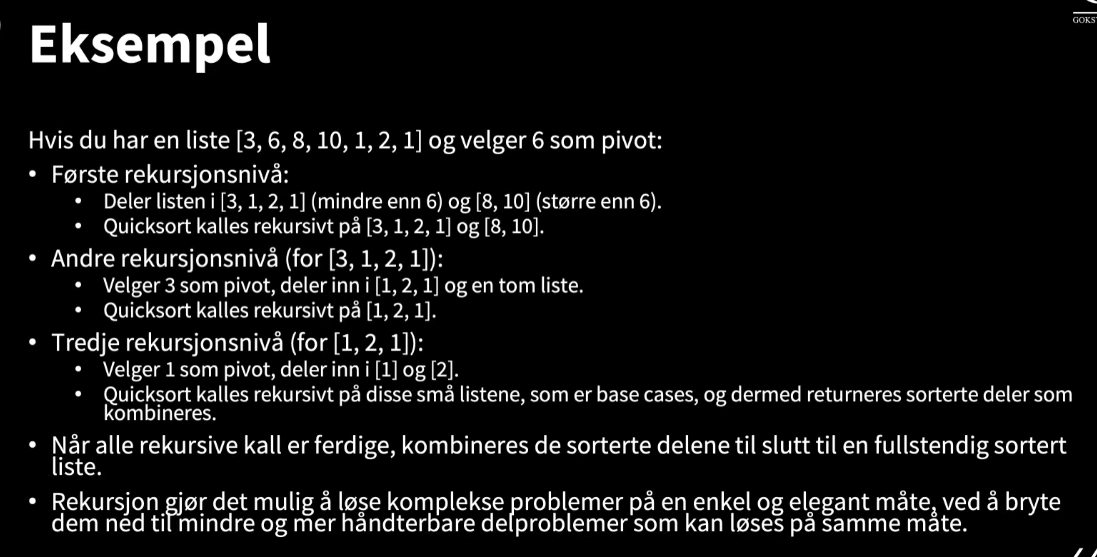 GOKS
Eksempel
Hvis du har en liste [3, 6, 8, 10, 1, 2, 1] og velger 6 som pivot:
• Første rekursjonsnivå:
• Deler listen i [3, 1, 2, 1] (mindre enn 6) og [8, 10] (større enn 6).
• Quicksort kalles rekursivt på [3, 1, 2, 1] og [8, 10].
• Andre rekursjonsnivå (for [3, 1, 2, 1]):
• Velger 3 som pivot, deler inn i [1, 2, 1] og en tom liste.
• Quicksort kalles rekursivt på [1, 2, 1].
• Tredje rekursjonsnivå (for [1, 2, 1]):
• Velger 1 som pivot, deler inn i [1] og [2].
• Quicksort kalles rekursivt på disse små listene, som er base cases, og dermed returneres sorterte deler som
kombineres.
• Når alle rekursive kall er ferdige, kombineres de sorterte delene til slutt til en fullstendig sortert
liste.
• Rekursjon gjør det mulig å løse komplekse problemer på en enkel og elegant måte, ved å bryte
dem ned til mindre og mer håndterbare delproblemer som kan løses på samme måte.